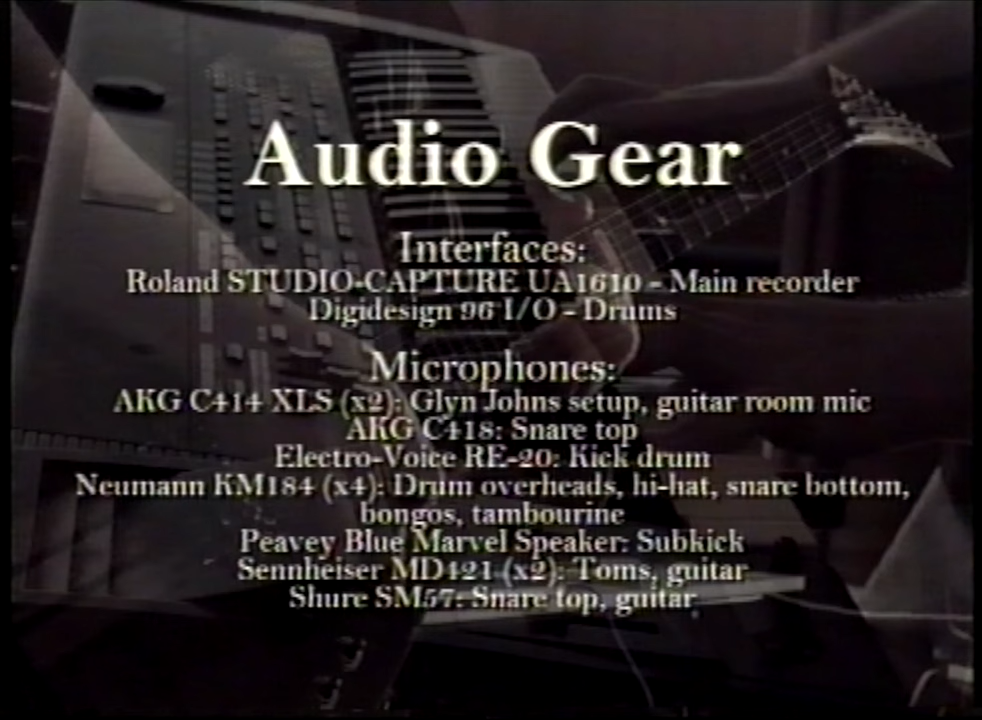 Audio Gear
Interfaces:
Roland STUDIO-CAPTURE UA1610 - Main recorder
Digidesign 96 I/O - Drums
Microphones:
AKG C414 XLS (x2): Glyn Johns setup, guitar room mic
AKG C418: Snare top
Electro-Voice RE-20: Kick drum
Neumann KM184 (x4): Drum overheads, hi-hat, snare bottom,
bongos, tambourine
Peavey Blue Marvel Speaker: Subkick
Sennheiser MD421 (x2): Toms, guitar
Shure SM57: Snare top, guitar